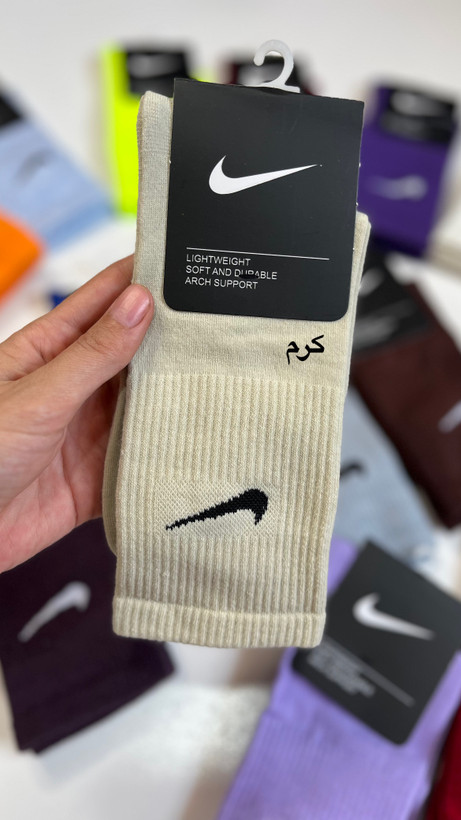 LIGHTWEIGHT
SOFT AND DURABLE
ARCH SUPPORT
كرم